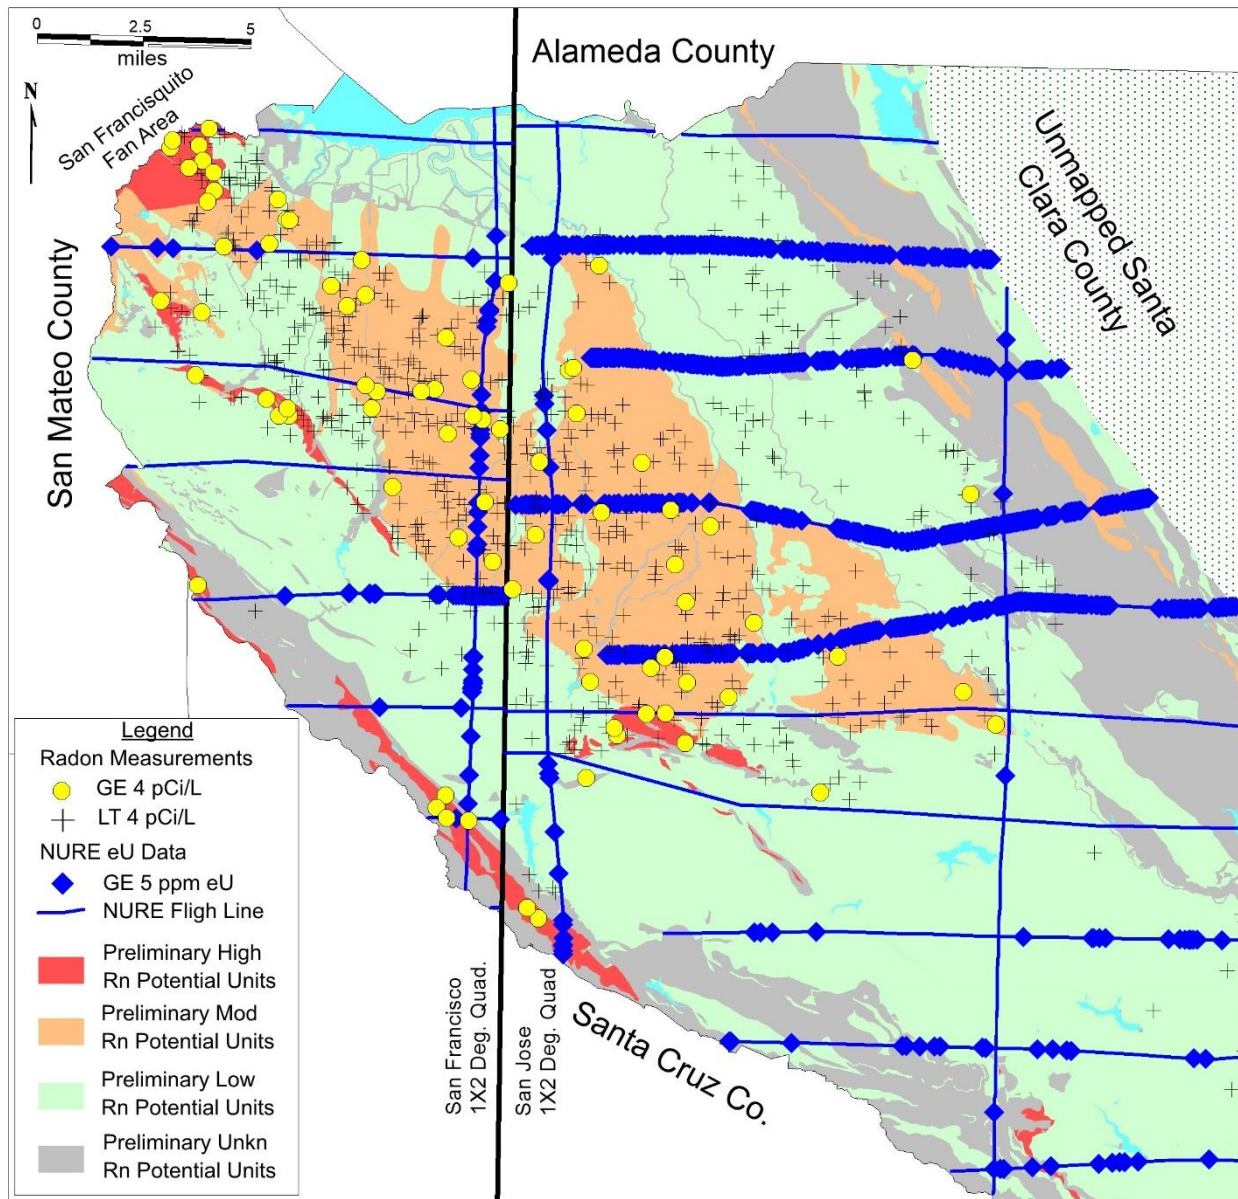 0 2.5 5
miles
Alameda County
N
San Francisquito
Fan Area
Unmapped Santa
Clara County
San Mateo County
Legend
Radon Measurements
GE 4 pCi/L
LT 4 pCi/L
NURE eU Data
GE 5 ppm eU
NURE Fligh Line
Preliminary High
Rn Potential Units
Preliminary Mod
Rn Potential Units
Preliminary Low
Rn Potential Units
Preliminary Unkn
Rn Potential Units
San Francisco
1X2 Deg. Quad.
San Jose
1X2 Deg. Quad
Santa Cruz Co.